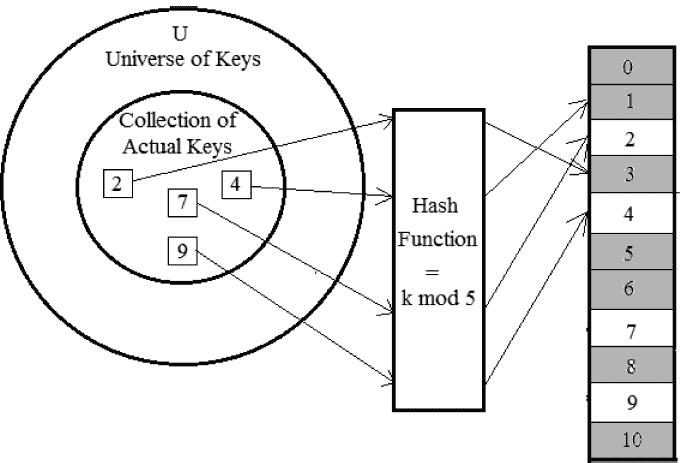 U
Universe of Keys
Collection of
Actual Keys
2
4
7
9
Hash
Function
=
k mod 5
0
1
2
3
4
5
6
7
8
9
10